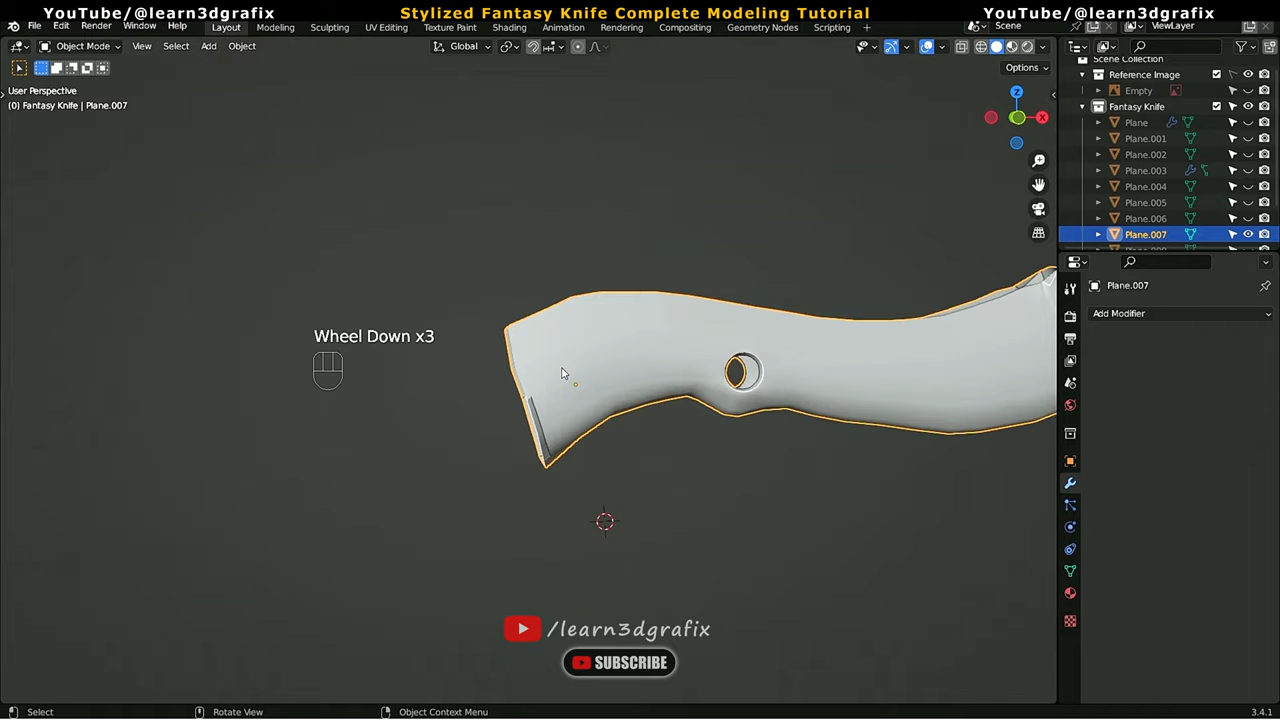 YouTube/@learn3dgrafix
Stylized Fantasy Knife Complete Modeling Tutorial
YouTube/@learn3dgrafix
File Edit Render Window Help
Layout Modeling Sculpting UV Editing Texture Paint Shading Animation Rendering Compositing Geometry Nodes Scripting +
Scene
ViewLayer
Object Mode View Select Add Object
Global
Options
User Perspective
(0) Fantasy Knife | Plane.007
Z
X
Scene Collection
Reference Image
Empty
Fantasy Knife
Plane
Plane.001
Plane.002
Plane.003
Plane.004
Plane.005
Plane.006
Plane.007
Plane.007
Add Modifier
Wheel Down x3
/learn3dgrafix
SUBSCRIBE
Select
Rotate View
Object Context Menu
3.4.1